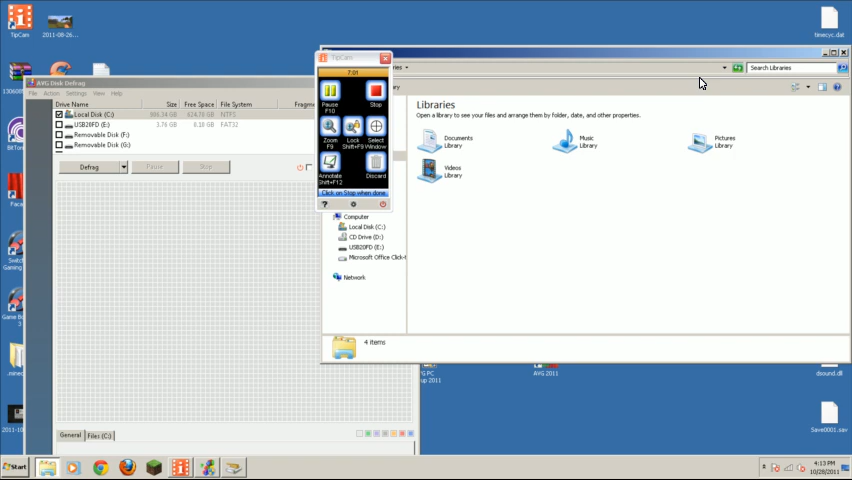 TipCam
2011-08-26...
timecyc.dat
TipCam
7:01
Pause
F10
Stop
Zoom
F9
Lock
Shift+F9
Select
Window
Annotate
Shift+F12
Discard
Click on Stop when done.
?
Search Libraries
Libraries
Open a library to see your files and arrange them by folder, date, and other properties.
Documents
Library
Music
Library
Pictures
Library
Videos
Library
Computer
Local Disk (C:)
CD Drive (D:)
USB20FD (E:)
Microsoft Office Click-
Network
4 items
AVG Disk Defrag
File Action Settings View Help
Drive Name Size Free Space File System
Local Disk (C:) NTFS
USB20FD (E:) 3.76 GB 0.10 GB FAT32
Removable Disk (F:)
Removable Disk (G:)
Defrag Pause Stop
General Files (C:)
AVG 2011
dsound.dll
Save0001.sav
Start
4:13 PM
10/28/2011